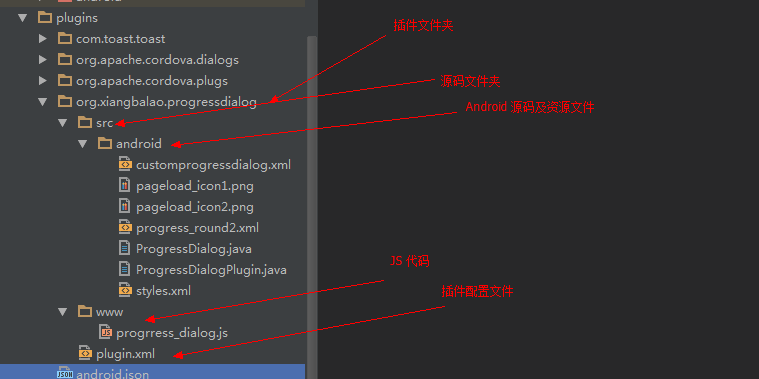 android
plugins
com.toast.toast
org.apache.cordova.dialogs
org.apache.cordova.plugs
org.xiangbalao.progressdialog
src
android
customprogressdialog.xml
pageload_icon1.png
pageload_icon2.png
progress_round2.xml
ProgressDialog.java
ProgressDialogPlugin.java
styles.xml
www
progrress_dialog.js
plugin.xml
android.json
插件文件夹
源码文件夹
Android 源码及资源文件
JS 代码
插件配置文件